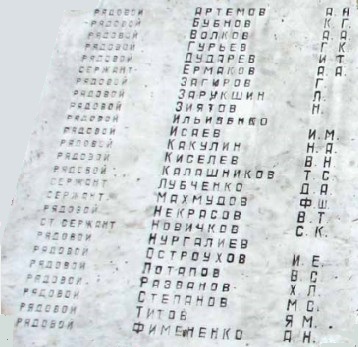 РЯДОВОЙ АРТЕМОВ А.Н.
РЯДОВОЙ БУБНОВ К.Г.
РЯДОВОЙ ВОЛКОВ А.А.
РЯДОВОЙ ГУРЬЕВ Г.К.
РЯДОВОЙ ДУДАРЕВ И.Т.
СЕРЖАНТ ЕРМАКОВ А.А.
РЯДОВОЙ ЗАГИРОВ Г.
РЯДОВОЙ ЗАРУКШИН Л.
РЯДОВОЙ ЗИЯТОВ Н.
РЯДОВОЙ ИЛЬИНЕНКО
РЯДОВОЙ ИСАЕВ И.М.
РЯДОВОЙ КАКУЛИН Н.А.
РЯДОВОЙ КИСЕЛЕВ В.Н.
РЯДОВОЙ КАЛАШНИКОВ Т.С.
РЯДОВОЙ ЛУБЧЕНКО Д.А.
СЕРЖАНТ МАХМУДОВ Ф.Ш.
РЯДОВОЙ НЕКРАСОВ В.Т.
СТ СЕРЖАНТ НОВИЧКОВ С.К.
РЯДОВОЙ НУРГАЛИЕВ
РЯДОВОЙ ОСТРОУХОВ И.Е.
РЯДОВОЙ ПОТАПОВ В.С.
РЯДОВОЙ РАЗВАНОВ Х.П.
РЯДОВОЙ СТЕПАНОВ М.С.
РЯДОВОЙ ТИТОВ Я.М.
РЯДОВОЙ ФИМЕНЕНКО А.Н.